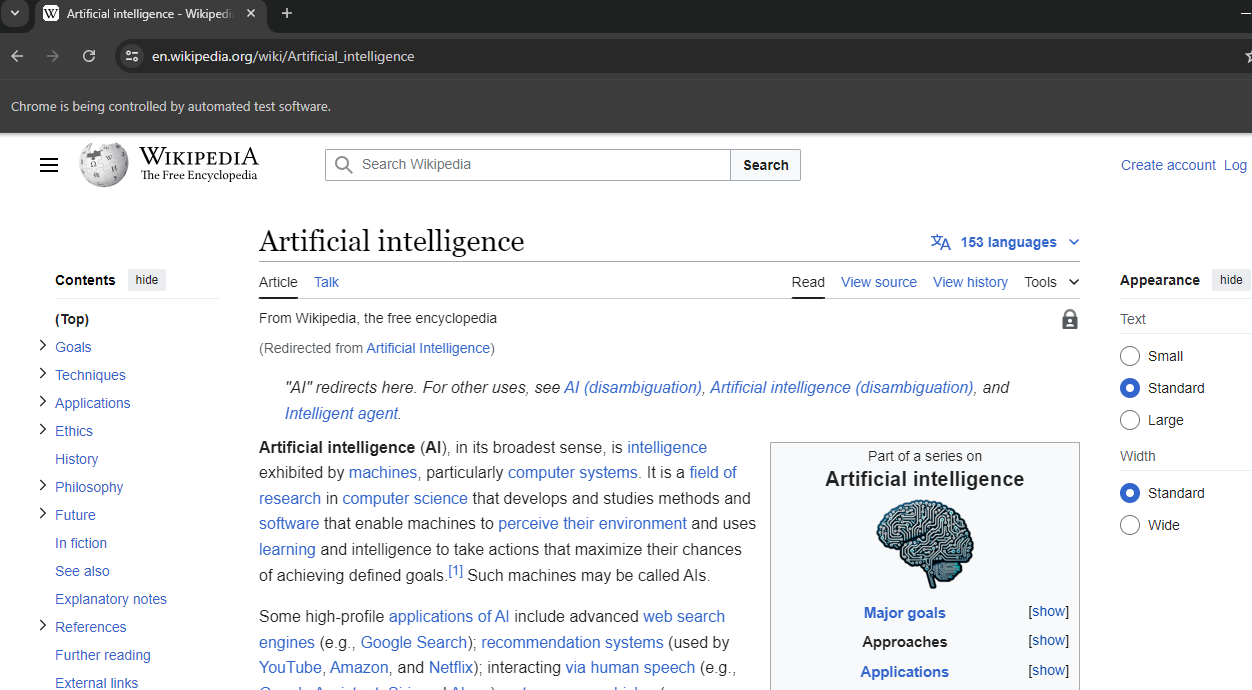 Artificial intelligence - Wikipedi
en.wikipedia.org/wiki/Artificial_intelligence
Chrome is being controlled by automated test software.
WIKIPEDIA
The Free Encyclopedia
Search Wikipedia
Search
Create account Log
Artificial intelligence
153 languages
Contents hide
(Top)
Goals
Techniques
Applications
Ethics
History
Philosophy
Future
In fiction
See also
Explanatory notes
References
Further reading
External links
Article Talk
Read View source View history Tools
From Wikipedia, the free encyclopedia
(Redirected from Artificial Intelligence)
"AI" redirects here. For other uses, see AI (disambiguation), Artificial intelligence (disambiguation), and
Intelligent agent.
Artificial intelligence (AI), in its broadest sense, is intelligence
exhibited by machines, particularly computer systems. It is a field of
research in computer science that develops and studies methods and
software that enable machines to perceive their environment and uses
learning and intelligence to take actions that maximize their chances
of achieving defined goals.[1] Such machines may be called AIs.
Some high-profile applications of AI include advanced web search
engines (e.g., Google Search); recommendation systems (used by
YouTube, Amazon, and Netflix); interacting via human speech (e.g.,
Part of a series on
Artificial intelligence
Major goals [show]
Approaches [show]
Applications [show]
Appearance hide
Text
Small
Standard
Large
Width
Standard
Wide